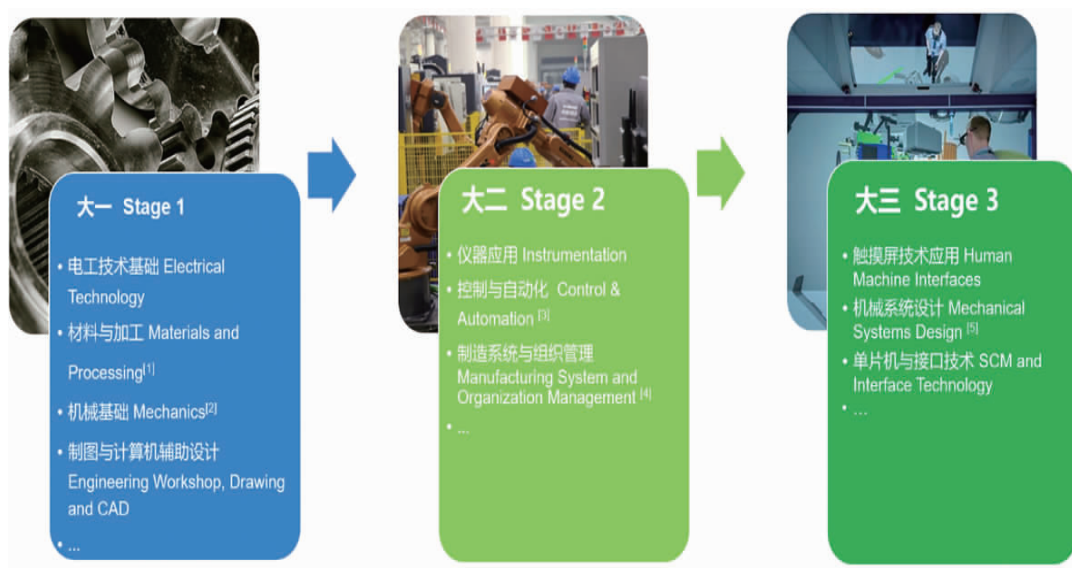 大一 Stage 1
• 电工技术基础 Electrical
Technology
• 材料与加工 Materials and
Processing[1]
• 机械基础 Mechanics[2]
• 制图与计算机辅助设计
Engineering Workshop, Drawing
and CAD
• ...
大二 Stage 2
• 仪器应用 Instrumentation
• 控制与自动化 Control &
Automation [3]
• 制造系统与组织管理
Manufacturing System and
Organization Management [4]
• ...
大三 Stage 3
• 触摸屏技术应用 Human
Machine Interfaces
• 机械系统设计 Mechanical
Systems Design [5]
• 单片机与接口技术 SCM and
Interface Technology
• ...